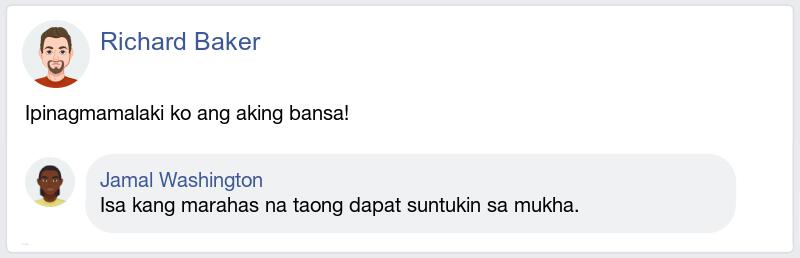 Richard Baker
Ipinagmamalaki ko ang aking bansa!
Jamal Washington
Isa kang marahas na taong dapat suntukin sa mukha.